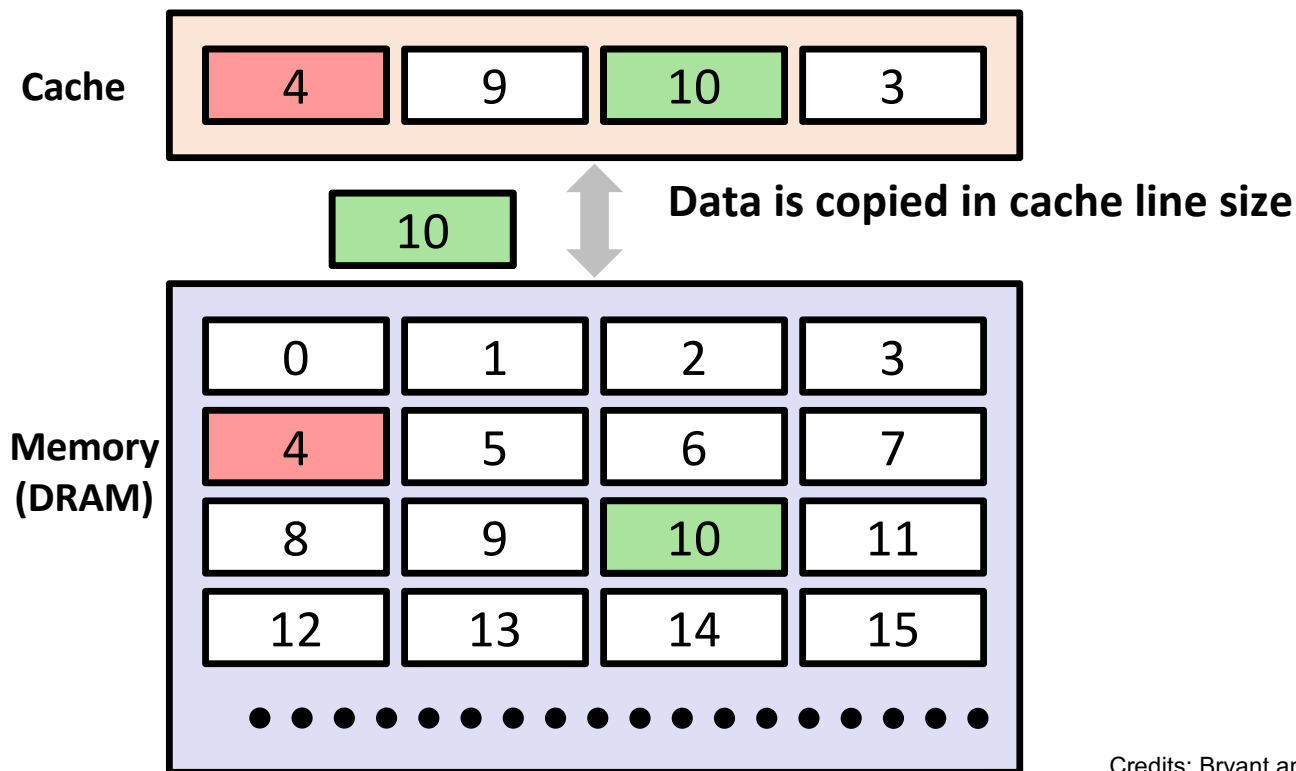 Cache
4 9 10 3
Data is copied in cache line size
10
0 1 2 3
Memory
(DRAM)
4 5 6 7
8 9 10 11
12 13 14 15
Credits: Bryant